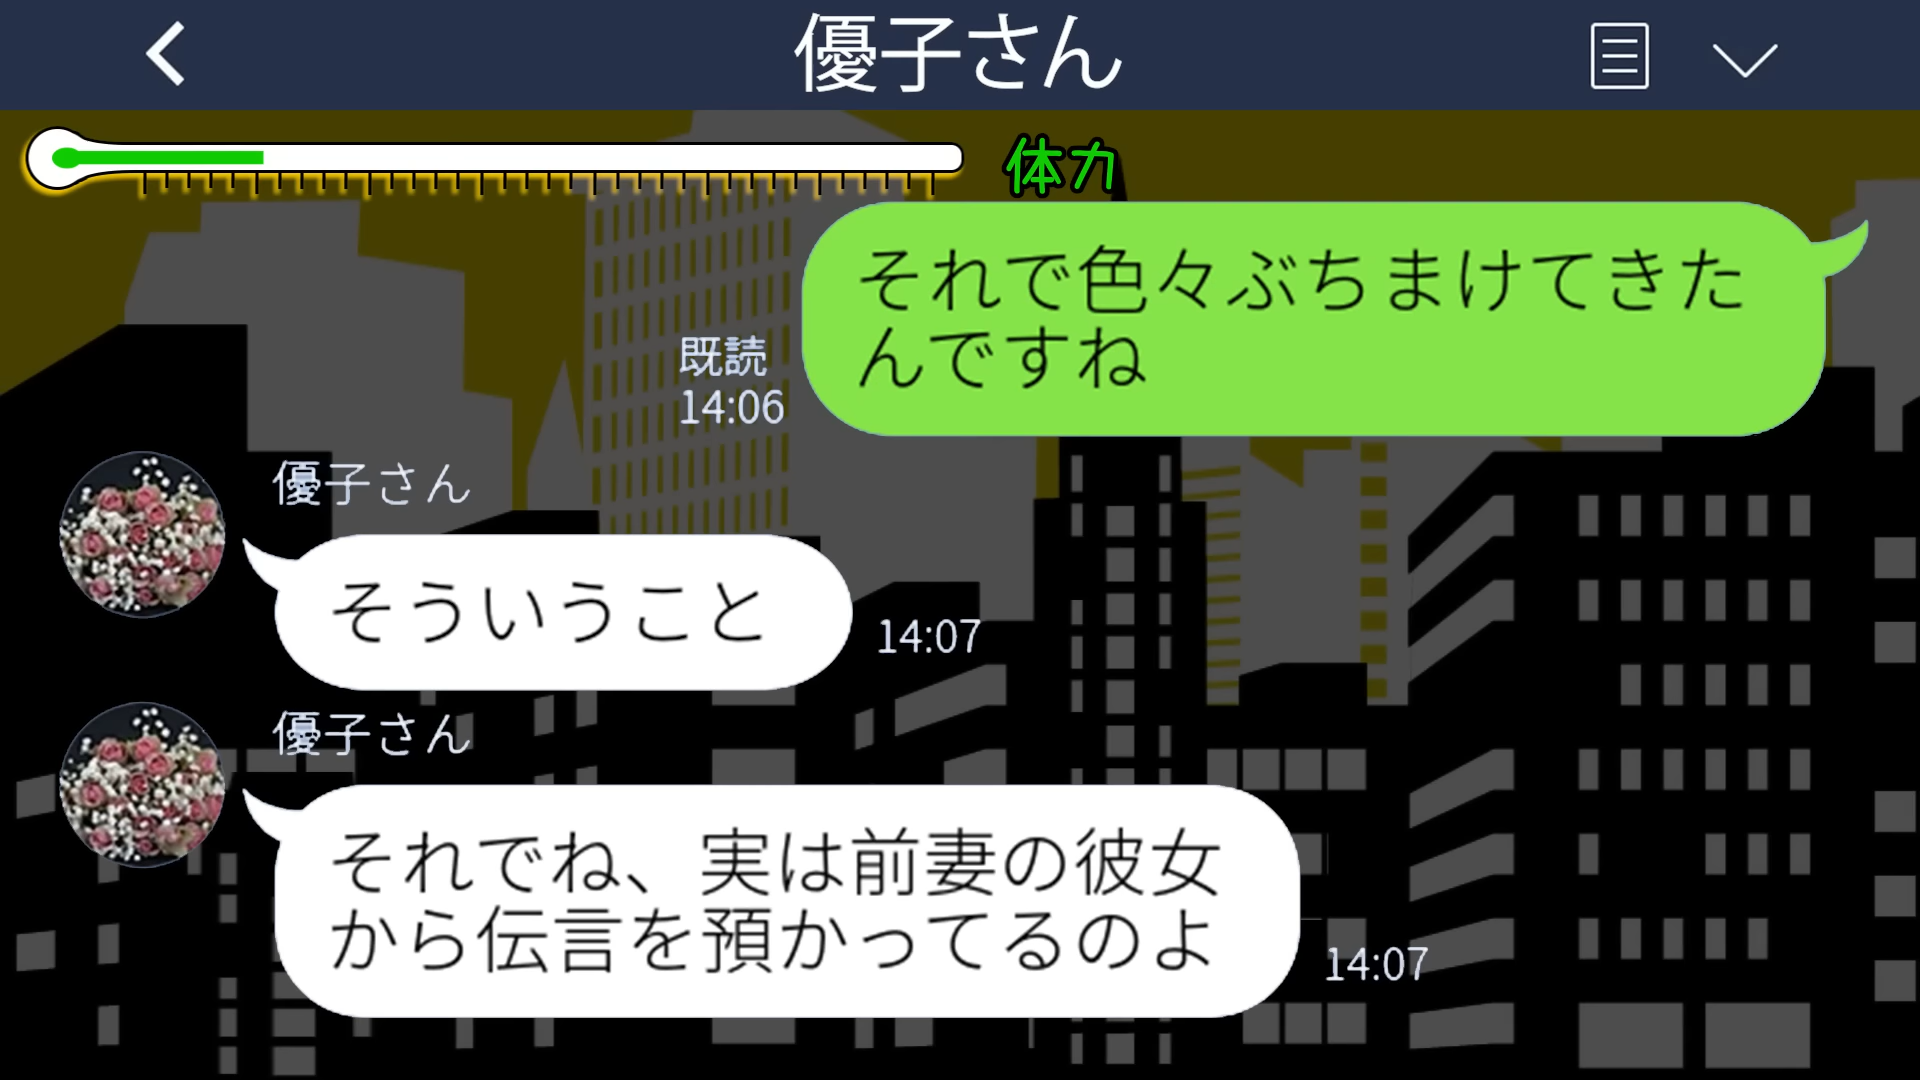 優子さん
体力
それで色々ぶちまけてきた
んですね
既読
14:06
優子さん
そういうこと
14:07
優子さん
それでね、実は前妻の彼女
から伝言を預かってるのよ
14:07